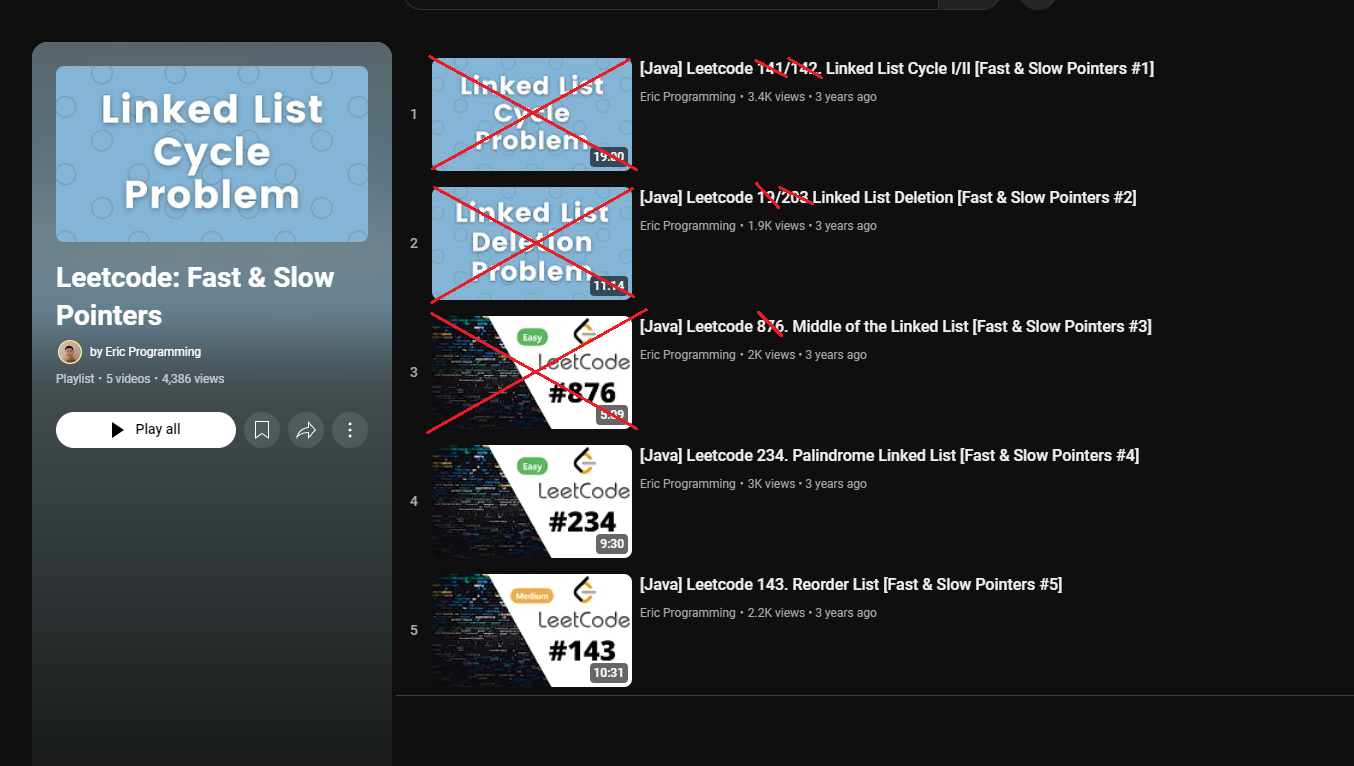 Linked List
Cycle
Problem
Leetcode: Fast & Slow
Pointers
by Eric Programming
Playlist • 5 videos • 4,386 views
Play all
1
Linked List
Cycle
Problem
19:00
[Java] Leetcode 141/142. Linked List Cycle I/II [Fast & Slow Pointers #1]
Eric Programming • 3.4K views • 3 years ago
2
Linked List
Deletion
Problem
11:14
[Java] Leetcode 19/203 Linked List Deletion [Fast & Slow Pointers #2]
Eric Programming • 1.9K views • 3 years ago
3
Easy
LeetCode
#876
5:09
[Java] Leetcode 876. Middle of the Linked List [Fast & Slow Pointers #3]
Eric Programming • 2K views • 3 years ago
4
Easy
LeetCode
#234
9:30
[Java] Leetcode 234. Palindrome Linked List [Fast & Slow Pointers #4]
Eric Programming • 3K views • 3 years ago
5
Medium
LeetCode
#143
10:31
[Java] Leetcode 143. Reorder List [Fast & Slow Pointers #5]
Eric Programming • 2.2K views • 3 years ago